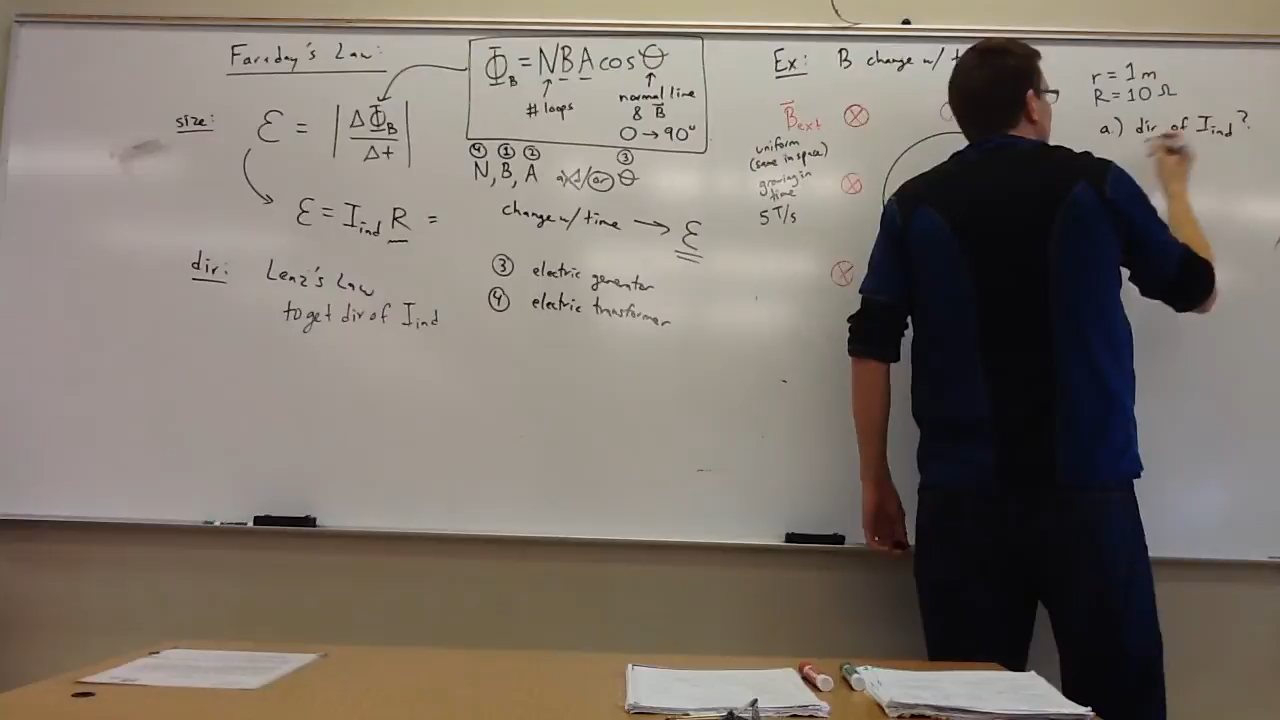 Faraday's Law:
size: Ɛ = | ΔΦ_B / Δt |
Φ_B = NBA cos θ
# loops
normal line
& B⃗
0 → 90°
④ ① ② ③
N, B, A and/or θ
change w/ time → Ɛ
Ɛ = I_ind R =
dir: Lenz's Law
to get dir of I_ind
③ electric generator
④ electric transformer
Ex: B change w/ t
B⃗_ext
uniform
(same in space)
growing in
time
5 T/s
r = 1 m
R = 10 Ω
a.) dir of I_ind?